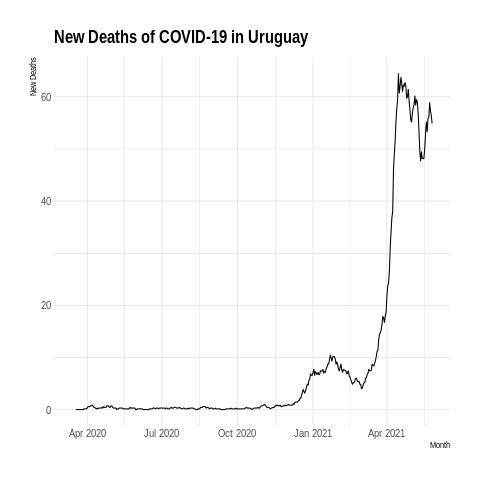 New Deaths of COVID-19 in Uruguay
New Deaths
60
40
20
0
Apr 2020 Jul 2020 Oct 2020 Jan 2021 Apr 2021
Month